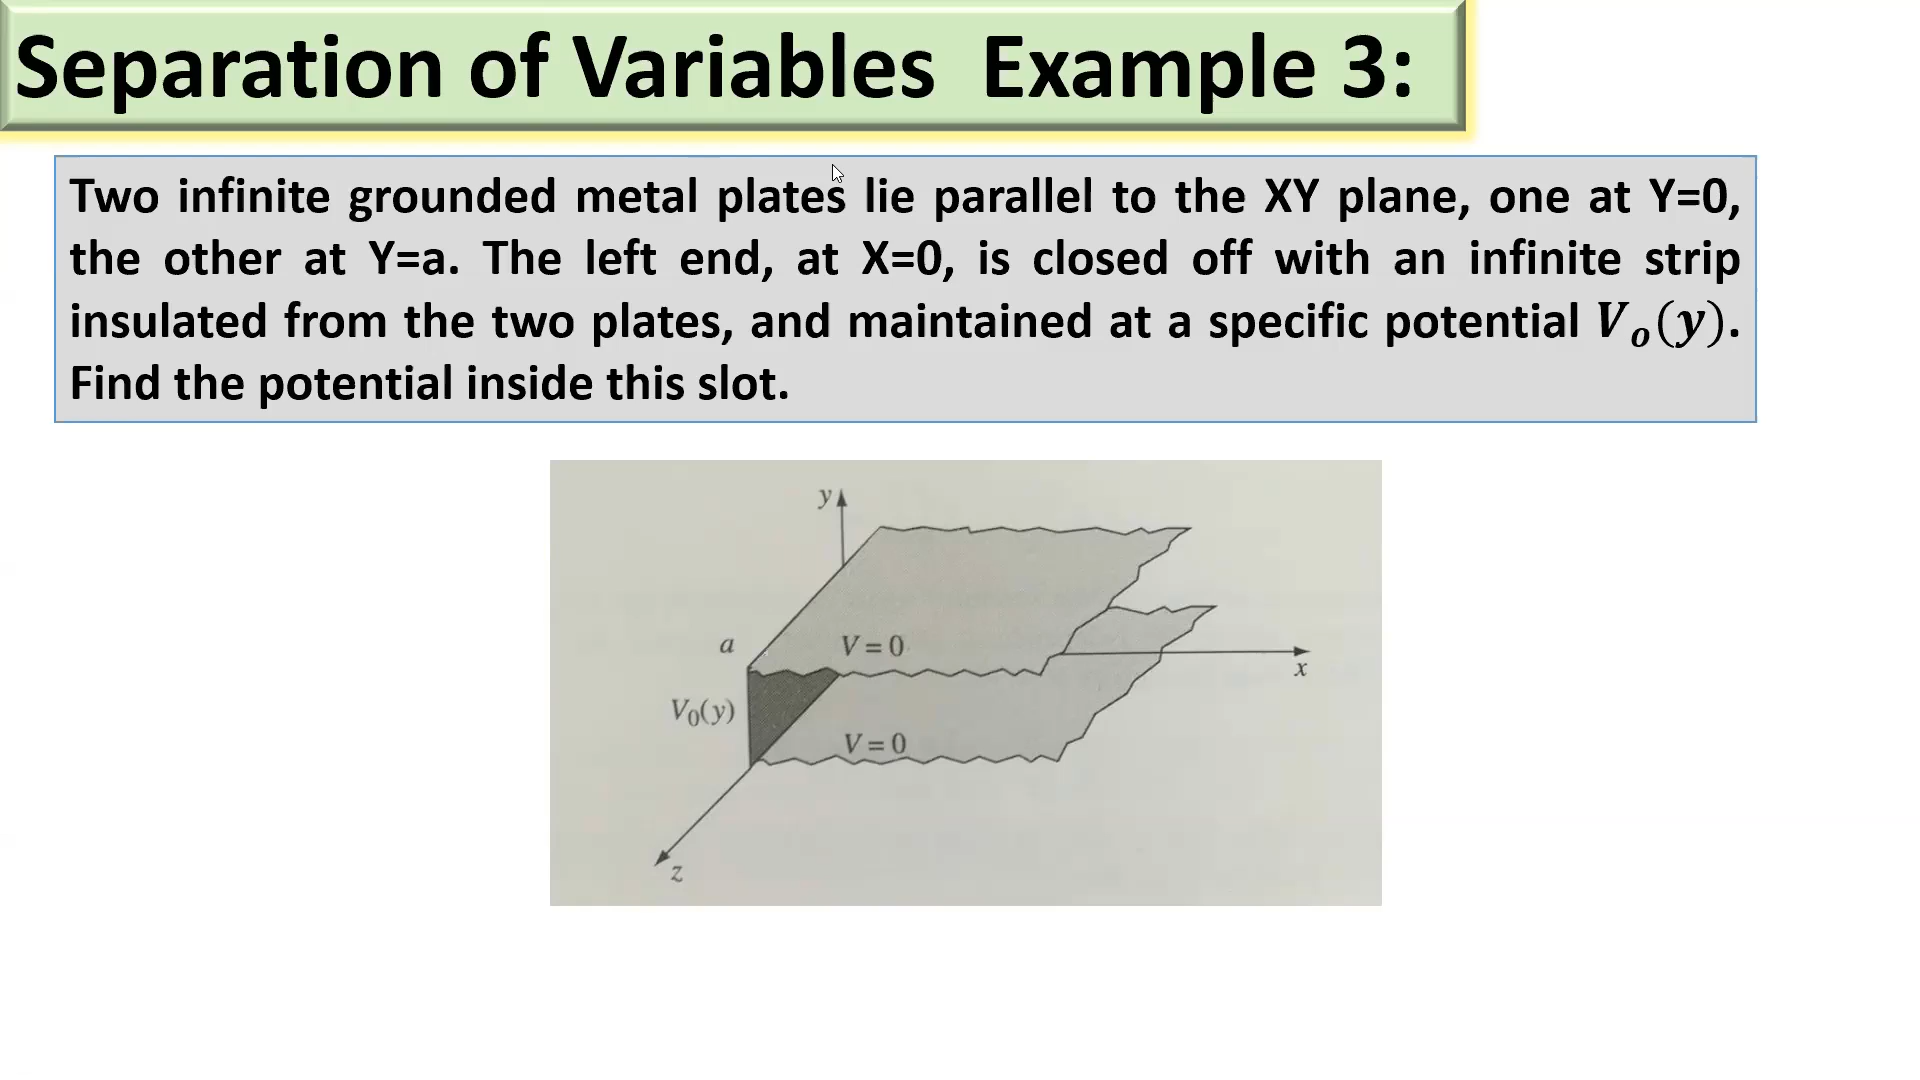 Separation of Variables Example 3:
Two infinite grounded metal plates lie parallel to the XY plane, one at Y=0,
the other at Y=a. The left end, at X=0, is closed off with an infinite strip
insulated from the two plates, and maintained at a specific potential Vₒ(y).
Find the potential inside this slot.
y
a
V = 0
x
V₀(y)
V = 0
z